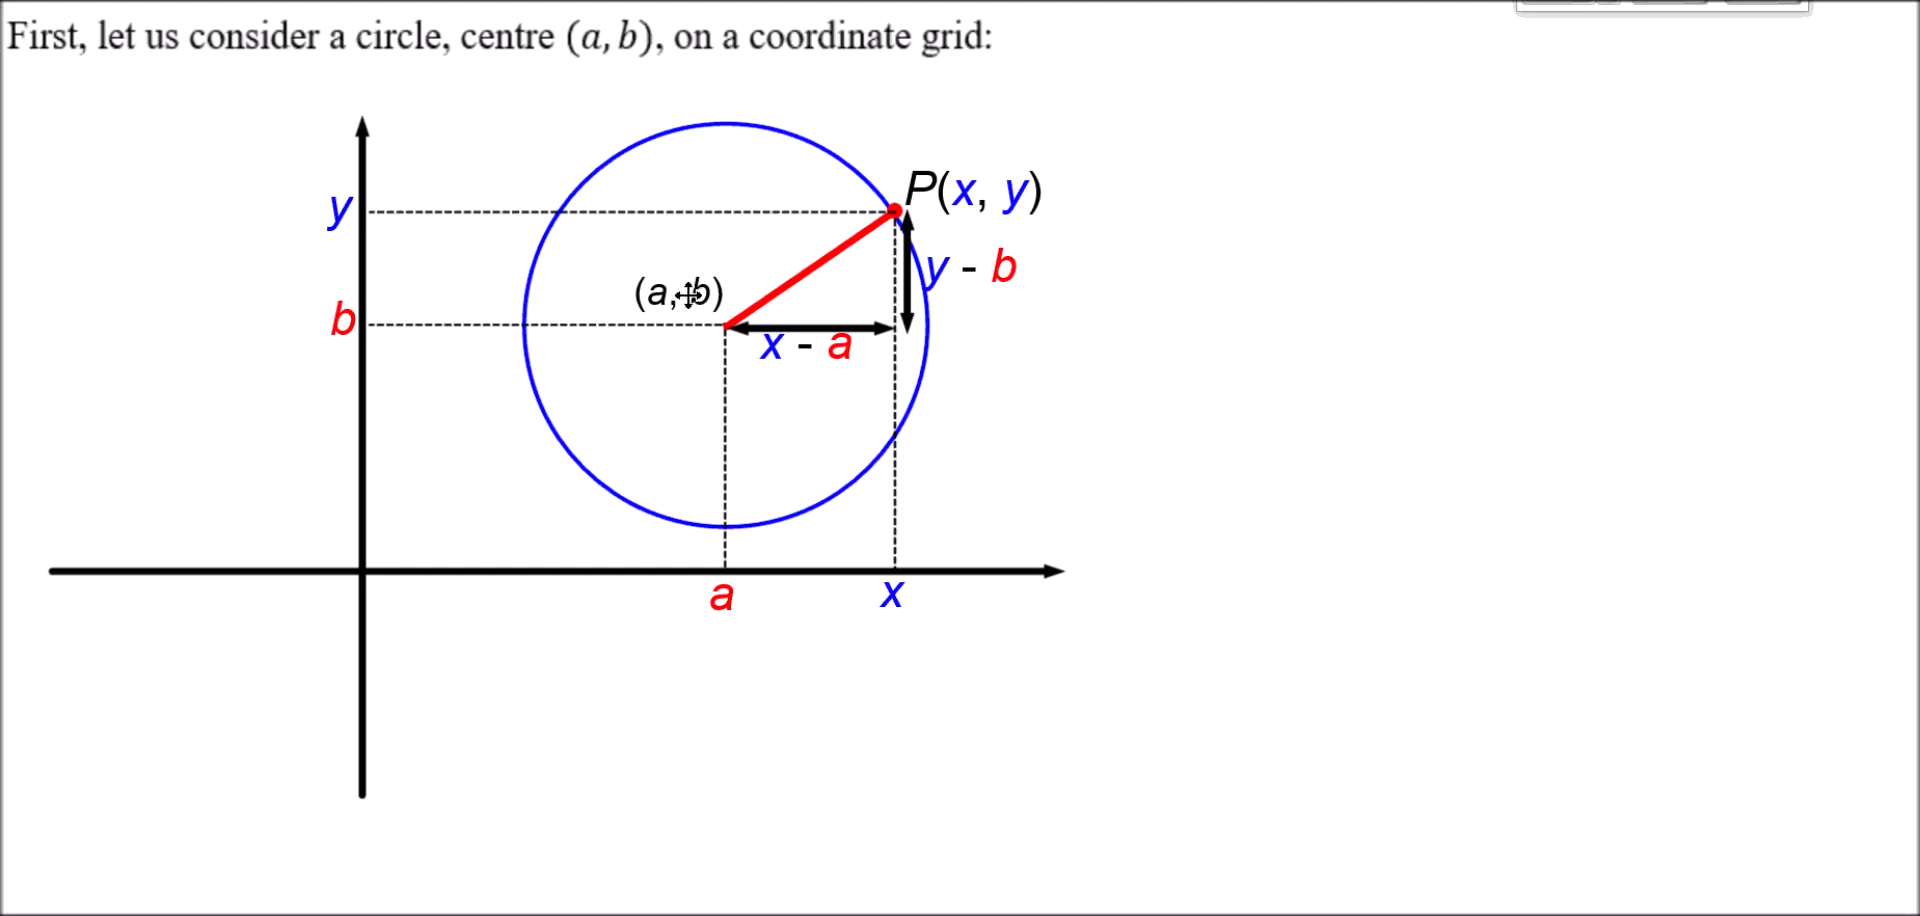 First, let us consider a circle, centre (a, b), on a coordinate grid:
P(x, y)
y
y - b
(a, b)
b
x - a
a
x